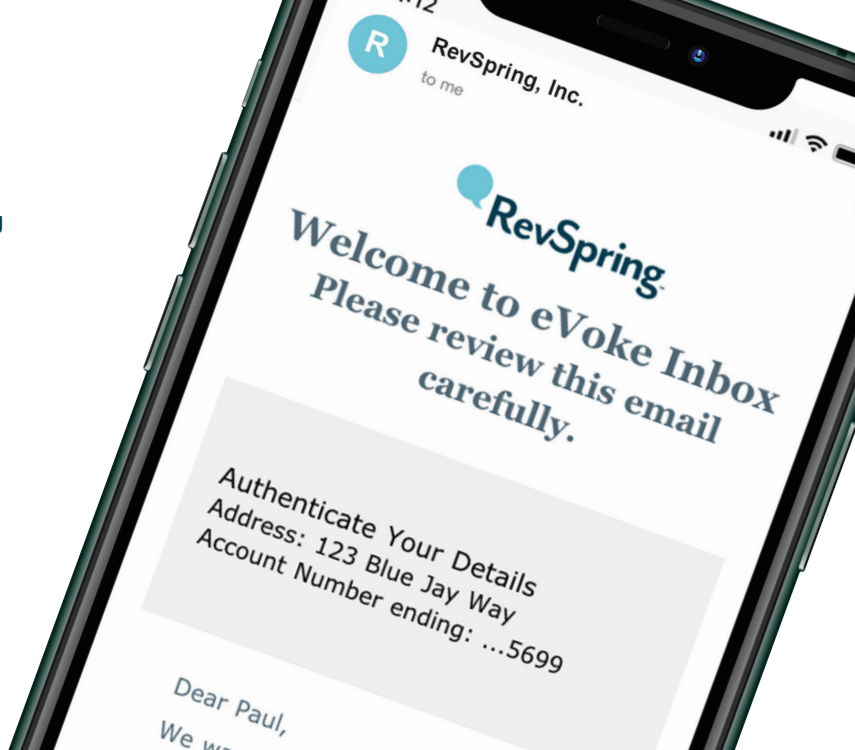 R
RevSpring, Inc.
to me
RevSpring
Welcome to eVoke Inbox
Please review this email
carefully.
Authenticate Your Details
Address: 123 Blue Jay Way
Account Number ending: ...5699
Dear Paul,
We